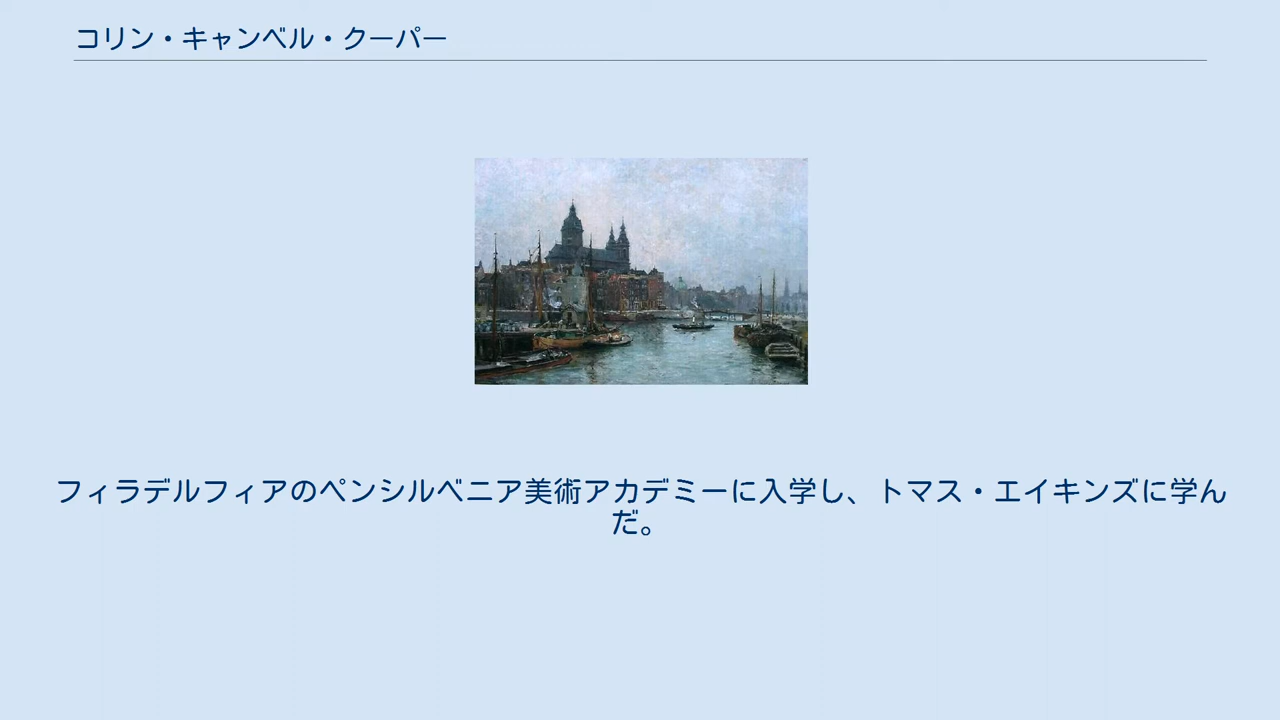 コリン・キャンベル・クーパー
フィラデルフィアのペンシルベニア美術アカデミーに入学し、トマス・エイキンズに学ん
だ。